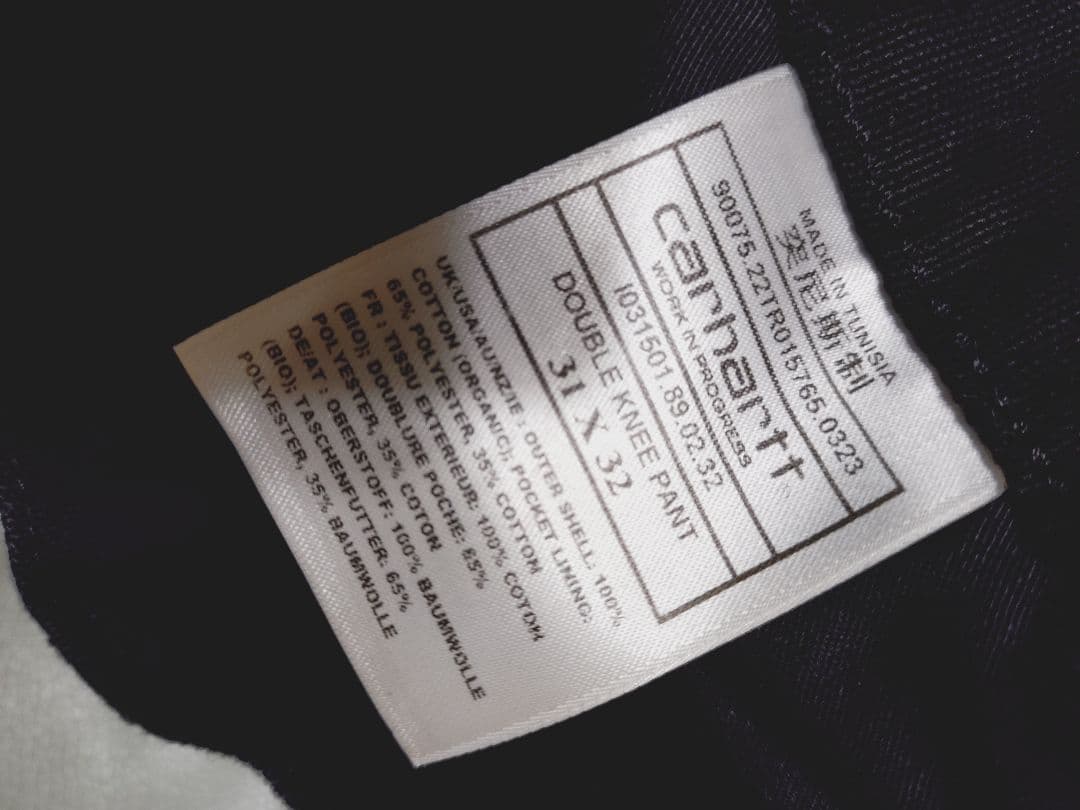 MADE IN TUNISIA
突尼斯制
90075.22TR015765.0323
carhartt
WORK IN PROGRESS
I031501.89.02.32
DOUBLE KNEE PANT
31 X 32
UK/USA/AU/NZ/IE : OUTER SHELL: 100%
COTTON (ORGANIC); POCKET LINING:
65% POLYESTER, 35% COTTON
FR : TISSU EXTERIEUR: 100% COTON
(BIO); DOUBLURE POCHE: 65%
POLYESTER, 35% COTON
DE/AT : OBERSTOFF: 100% BAUMWOLLE
(BIO); TASCHENFUTTER: 65%
POLYESTER, 35% BAUMWOLLE